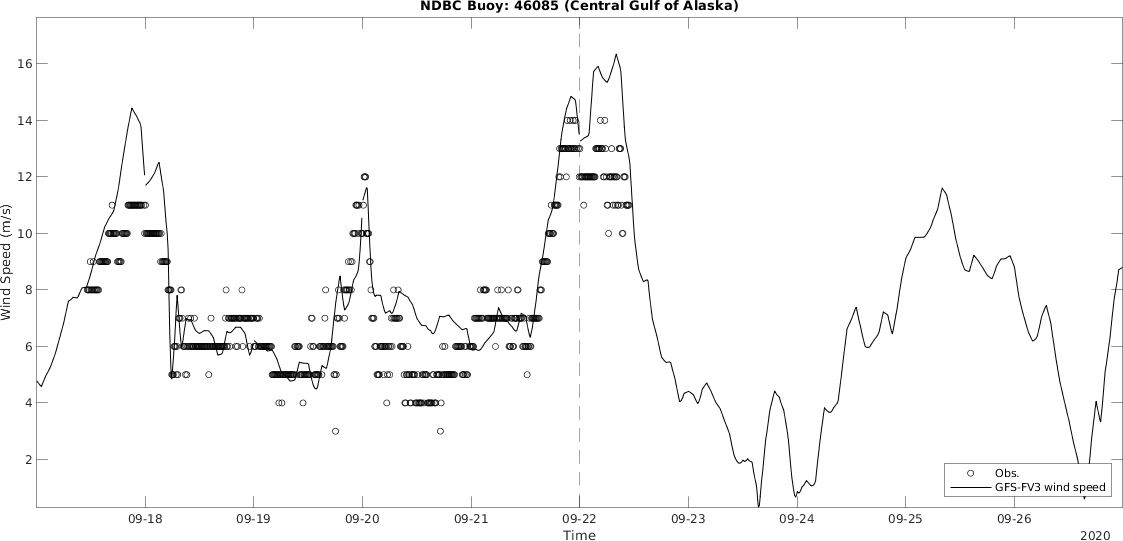 NDBC Buoy: 46085 (Central Gulf of Alaska)
Wind Speed (m/s)
16
14
12
10
8
6
4
2
Obs.
GFS-FV3 wind speed
09-18 09-19 09-20 09-21 09-22 09-23 09-24 09-25 09-26
Time
2020